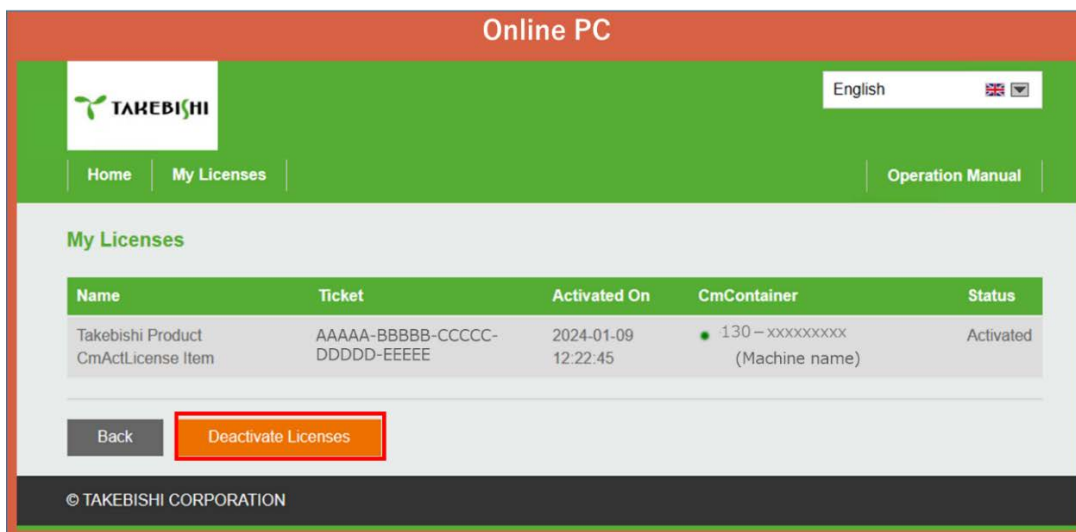 Online PC
TAKEBISHI
English
Home My Licenses Operation Manual
My Licenses
Name Ticket Activated On CmContainer Status
Takebishi Product AAAAA-BBBBB-CCCCC- 2024-01-09 130－xxxxxxxxx Activated
CmActLicense Item DDDDD-EEEEE 12:22:45 (Machine name)
Back Deactivate Licenses
© TAKEBISHI CORPORATION